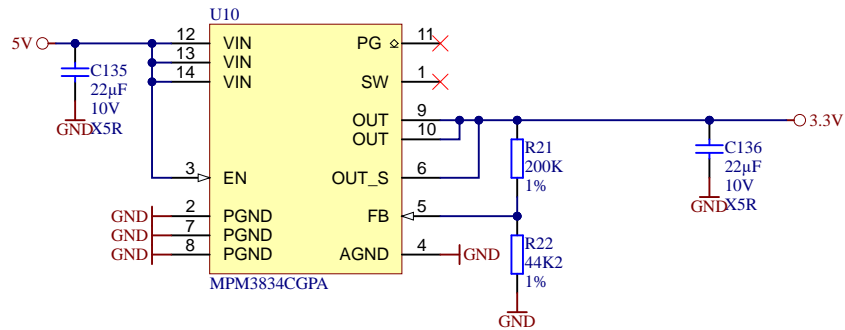 U10
5V
12
VIN
PG
11
13
VIN
14
VIN
SW
1
C135
22µF
10V
X5R
GND
OUT
9
OUT
10
3.3V
R21
200K
1%
C136
22µF
10V
X5R
GND
3
EN
OUT_S
6
GND
2
PGND
FB
5
GND
7
PGND
GND
8
PGND
AGND
4
GND
R22
44K2
1%
GND
MPM3834CGPA